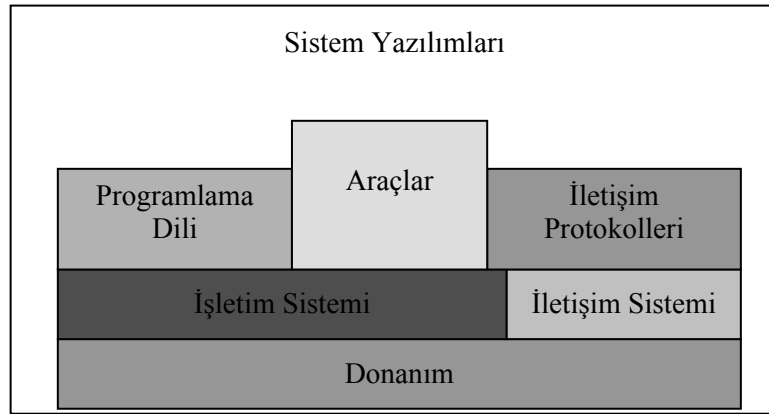 Sistem Yazılımları
Araçlar
Programlama
Dili
İletişim
Protokolleri
İşletim Sistemi
İletişim Sistemi
Donanım